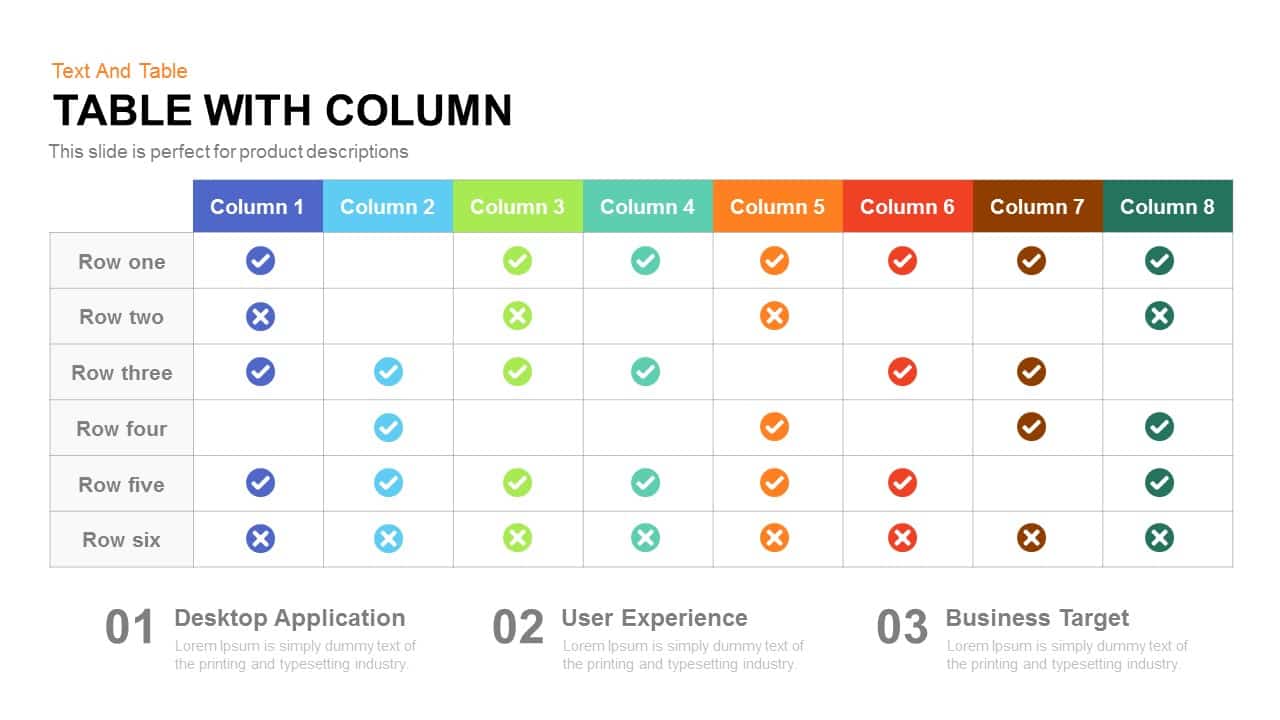 Text And Table
TABLE WITH COLUMN
This slide is perfect for product descriptions
Column 1 Column 2 Column 3 Column 4 Column 5 Column 6 Column 7 Column 8
Row one
Row two
Row three
Row four
Row five
Row six
01 Desktop Application
Lorem Ipsum is simply dummy text of
the printing and typesetting industry.
02 User Experience
Lorem Ipsum is simply dummy text of
the printing and typesetting industry.
03 Business Target
Lorem Ipsum is simply dummy text of
the printing and typesetting industry.